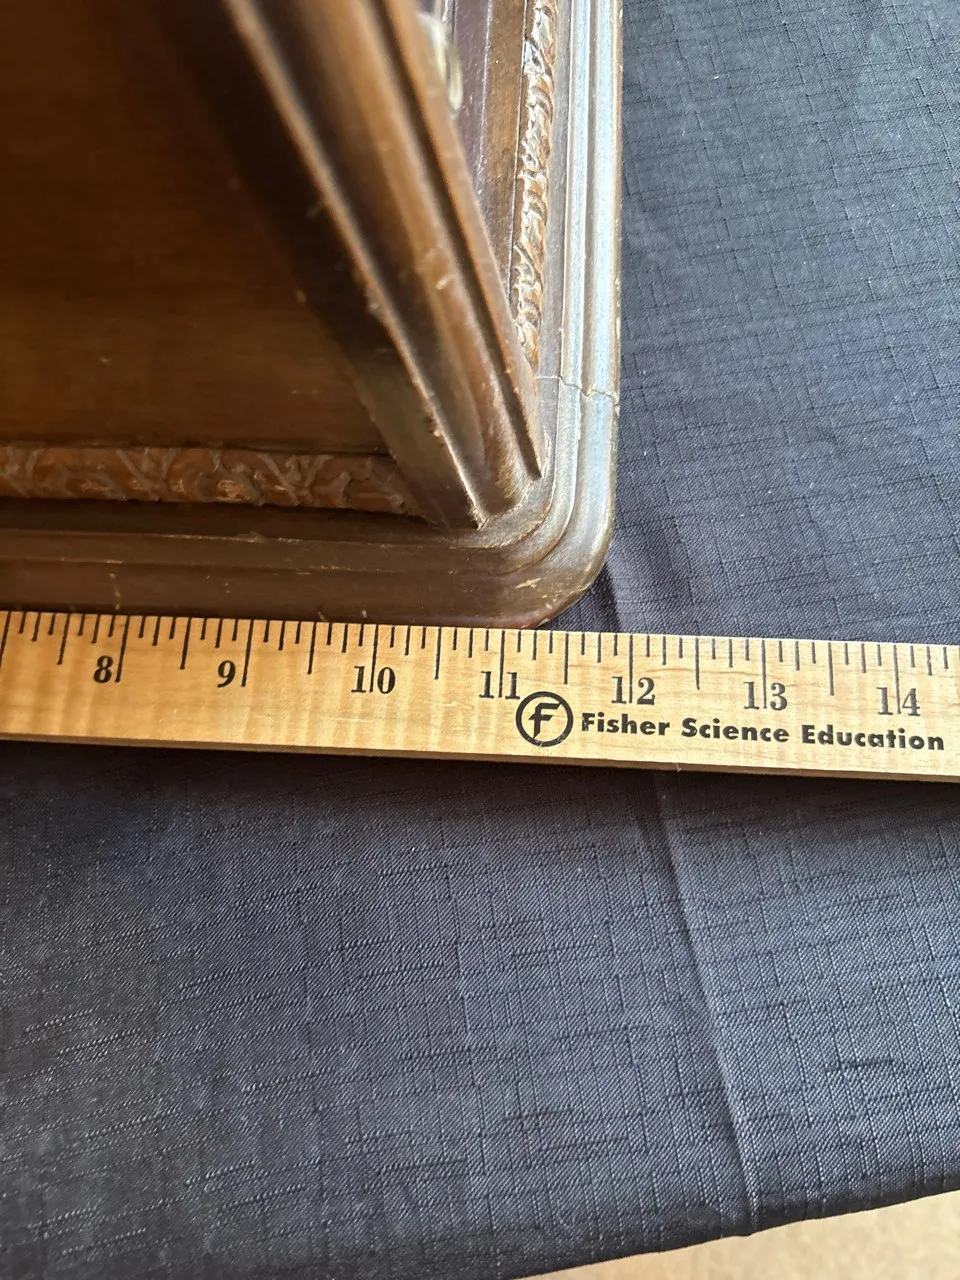 8 9 10 11 12 13 14
F Fisher Science Education